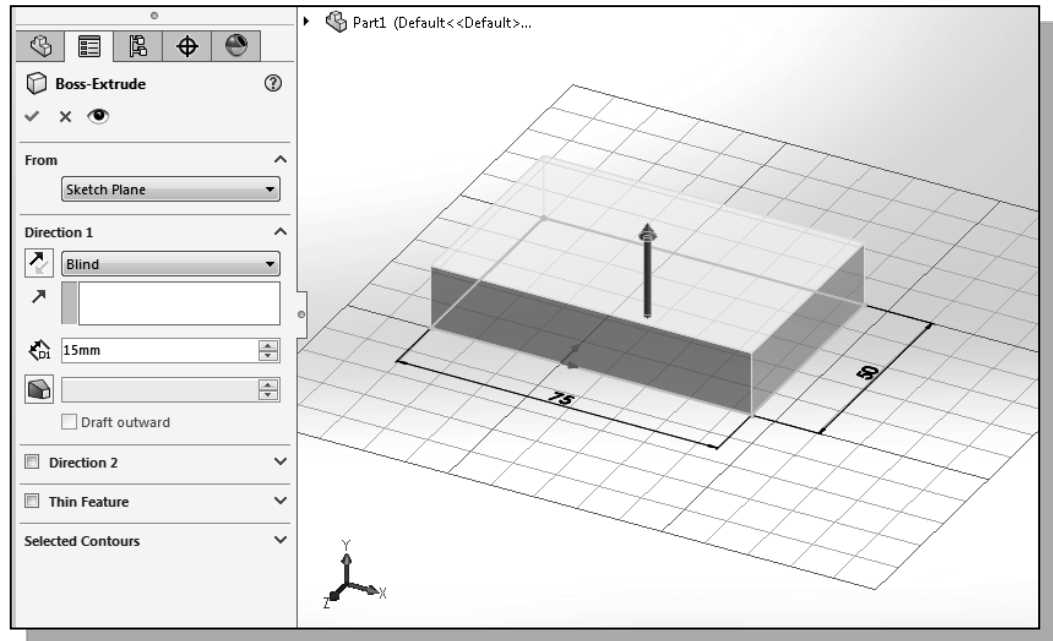 Part1 (Default<<Default>...
Boss-Extrude
From
Sketch Plane
Direction 1
Blind
D1
15mm
Draft outward
Direction 2
Thin Feature
Selected Contours
75
50
Y
X
Z